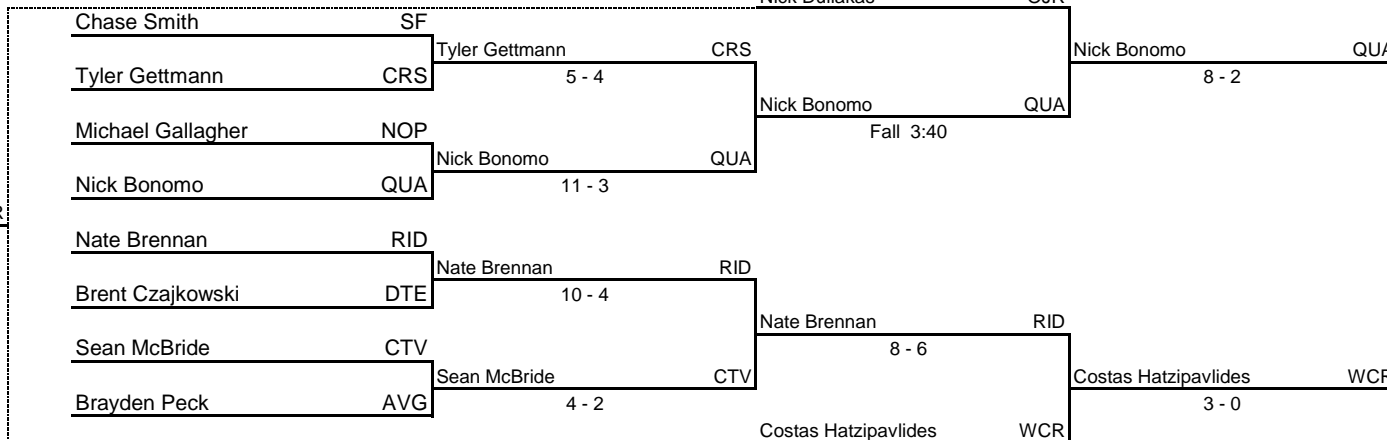 Chase Smith SF
Tyler Gettmann CRS
5 - 4
Tyler Gettmann CRS
Michael Gallagher NOP
Nick Bonomo QUA
11 - 3
Nick Bonomo QUA
Nate Brennan RID
Nate Brennan RID
10 - 4
Brent Czajkowski DTE
Sean McBride CTV
Sean McBride CTV
4 - 2
Brayden Peck AVG
Nick Bonomo QUA
Fall 3:40
Nate Brennan RID
8 - 6
Costas Hatzipavlides WCR
Nick Bonomo QUA
8 - 2
Costas Hatzipavlides WCR
3 - 0